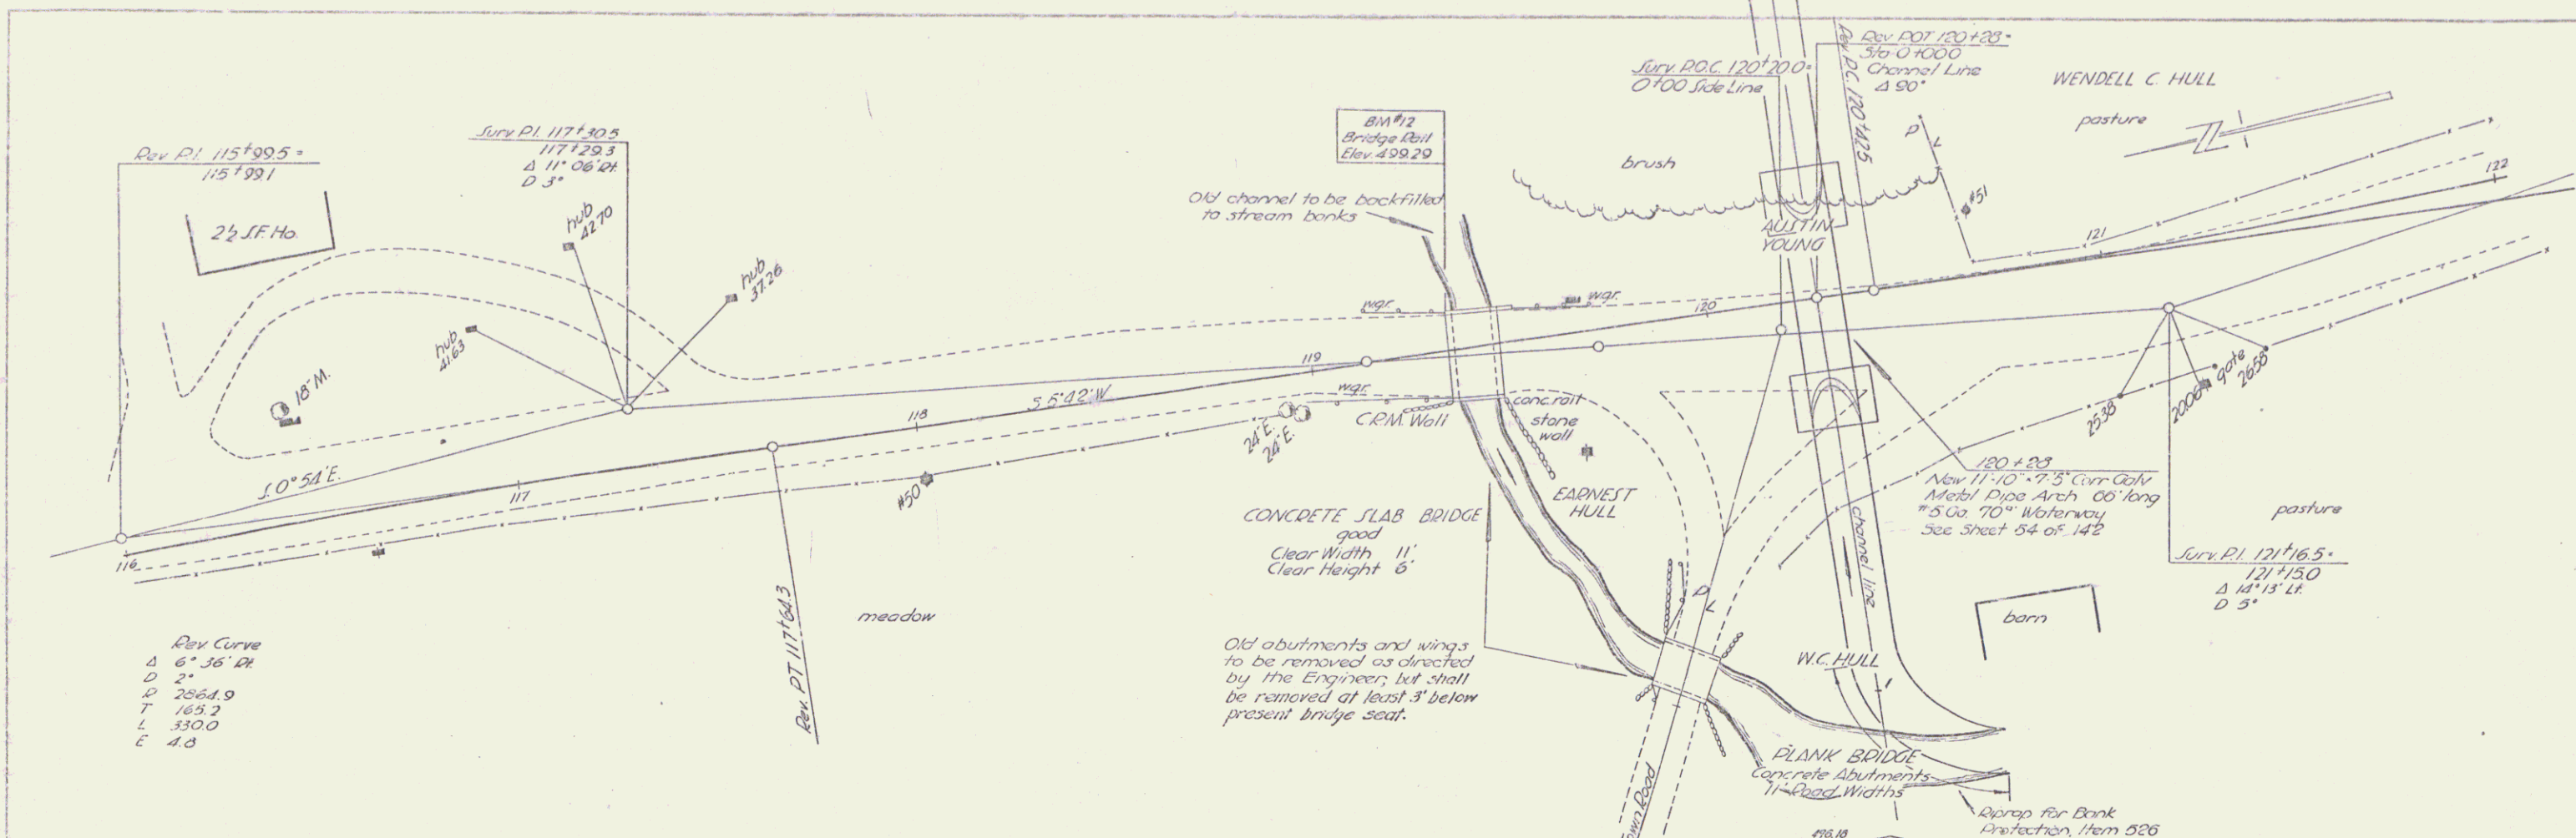 Rev P.I. 115+99.5 =
115+99.1
2½ S.F. Ho.
Surv. P.I. 117+30.5
117+29.3
Δ 11° 06' Rt.
D 3°
hub
42.70
hub
37.26
hub
41.63
18" M.
S 0° 54' E.
116
117
118
119
120
121
122
S 5° 42' W
#50
Rev. PT 117+64.3
meadow
Rev. Curve
Δ 6° 36' Rt.
D 2°
R 2864.9
T 165.2
L 330.0
E 4.8
BM #12
Bridge Rail
Elev. 499.29
Old channel to be backfilled
to stream banks
w.gr.
w.gr.
w.gr.
24" E.
24" E.
C.R.M. Wall
conc. rail
stone
wall
EARNEST
HULL
CONCRETE SLAB BRIDGE
good
Clear Width 11'
Clear Height 6'
Old abutments and wings
to be removed as directed
by the Engineer, but shall
be removed at least 3' below
present bridge seat.
brush
Surv. P.O.C. 120+20.0 =
0+00 Side Line
Rev POT 120+28 =
Sta 0+000
Channel Line
Δ 90°
Rev. P.C. 120+42.5
AUSTIN
YOUNG
WENDELL C. HULL
pasture
P
L
#51
25.38
20.06
gate
26.58
120+28
New 11'-10" x 7'-5" Corr Galv
Metal Pipe Arch 66' long
#5 Ga. 70□' Waterway
See Sheet 54 of 142
pasture
Surv. P.I. 121+16.5 =
121+15.0
Δ 14° 13' Lt.
D 5°
channel line
barn
P
L
W.C. HULL
PLANK BRIDGE
Concrete Abutments
11' Road Widths
Road
Riprap for Bank
Protection, Item 526
496.18